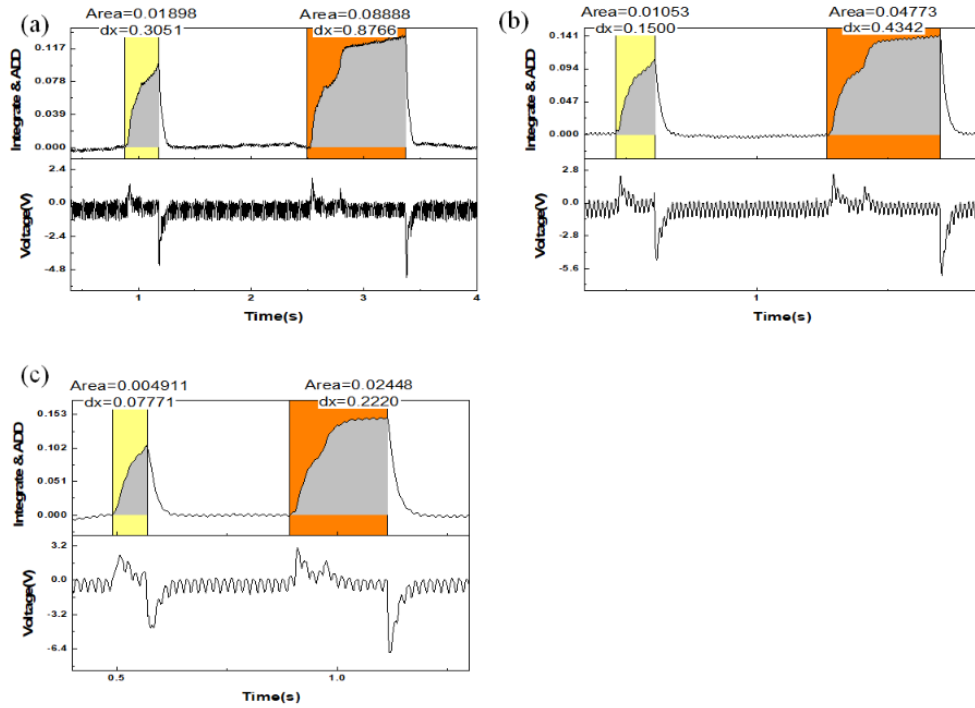 (a)
Area=0.01898 Area=0.08888
dx=0.3051 dx=0.8766
0.117
0.078
0.039
0.000
Integrate & ADD
2.4
0.0
-2.4
-4.8
Voltage(V)
1 2 3 4
Time(s)
(b)
Area=0.01053 Area=0.04773
dx=0.1500 dx=0.4342
0.141
0.094
0.047
0.000
Integrate & ADD
2.8
0.0
-2.8
-5.6
Voltage(V)
1
Time(s)
(c)
Area=0.004911 Area=0.02448
dx=0.07771 dx=0.2220
0.153
0.102
0.051
0.000
Integrate & ADD
3.2
0.0
-3.2
-6.4
Voltage(V)
0.5 1.0
Time(s)